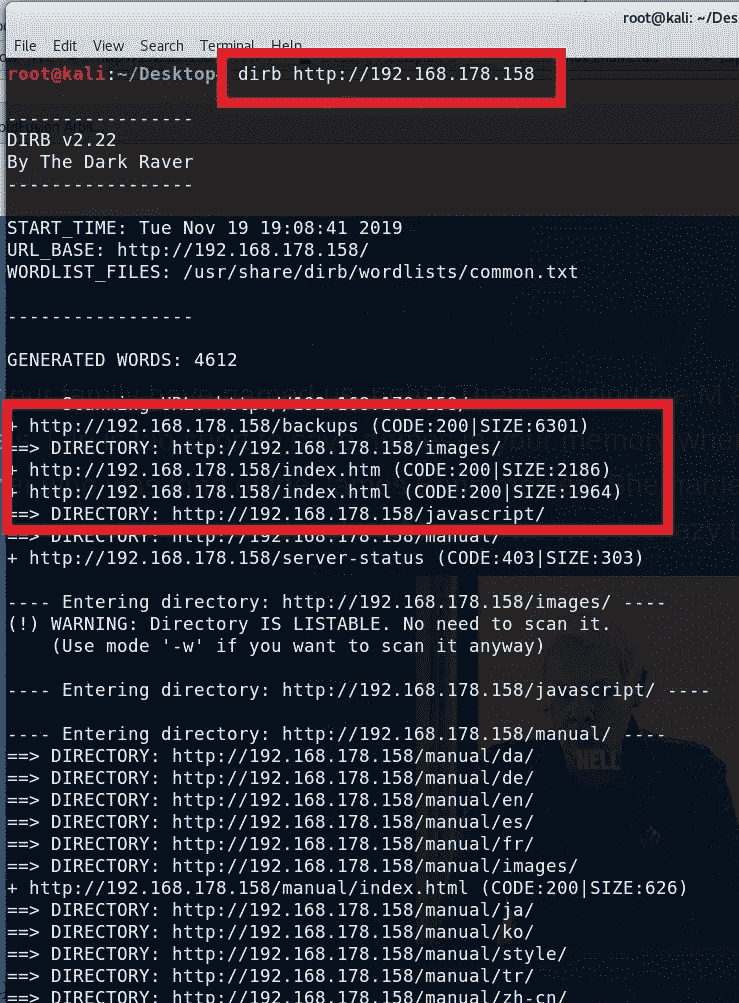 root@kali: ~/Des
File Edit View Search Terminal Help
root@kali:~/Desktop dirb http://192.168.178.158
-----------------
DIRB v2.22
By The Dark Raver
-----------------
START_TIME: Tue Nov 19 19:08:41 2019
URL_BASE: http://192.168.178.158/
WORDLIST_FILES: /usr/share/dirb/wordlists/common.txt
-----------------
GENERATED WORDS: 4612
---- Scanning URL: http://192.168.178.158/
+ http://192.168.178.158/backups (CODE:200|SIZE:6301)
==> DIRECTORY: http://192.168.178.158/images/
+ http://192.168.178.158/index.htm (CODE:200|SIZE:2186)
+ http://192.168.178.158/index.html (CODE:200|SIZE:1964)
==> DIRECTORY: http://192.168.178.158/javascript/
==> DIRECTORY: http://192.168.178.158/manual/
+ http://192.168.178.158/server-status (CODE:403|SIZE:303)
---- Entering directory: http://192.168.178.158/images/ ----
(!) WARNING: Directory IS LISTABLE. No need to scan it.
(Use mode '-w' if you want to scan it anyway)
---- Entering directory: http://192.168.178.158/javascript/ ----
---- Entering directory: http://192.168.178.158/manual/ ----
==> DIRECTORY: http://192.168.178.158/manual/da/
==> DIRECTORY: http://192.168.178.158/manual/de/
==> DIRECTORY: http://192.168.178.158/manual/en/
==> DIRECTORY: http://192.168.178.158/manual/es/
==> DIRECTORY: http://192.168.178.158/manual/fr/
==> DIRECTORY: http://192.168.178.158/manual/images/
+ http://192.168.178.158/manual/index.html (CODE:200|SIZE:626)
==> DIRECTORY: http://192.168.178.158/manual/ja/
==> DIRECTORY: http://192.168.178.158/manual/ko/
==> DIRECTORY: http://192.168.178.158/manual/style/
==> DIRECTORY: http://192.168.178.158/manual/tr/
==> DIRECTORY: http://192.168.178.158/manual/zh-cn/
HELL